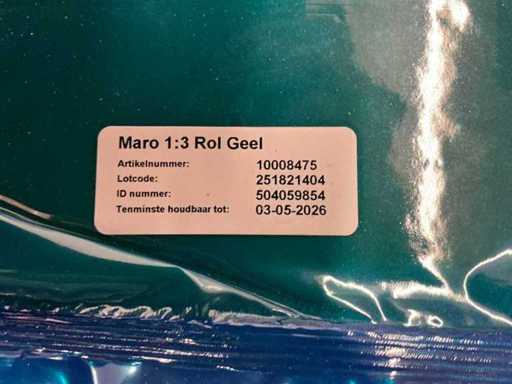 Maro 1:3 Rol Geel
Artikelnummer: 10008475
Lotcode: 251821404
ID nummer: 504059854
Tenminste houdbaar tot: 03-05-2026